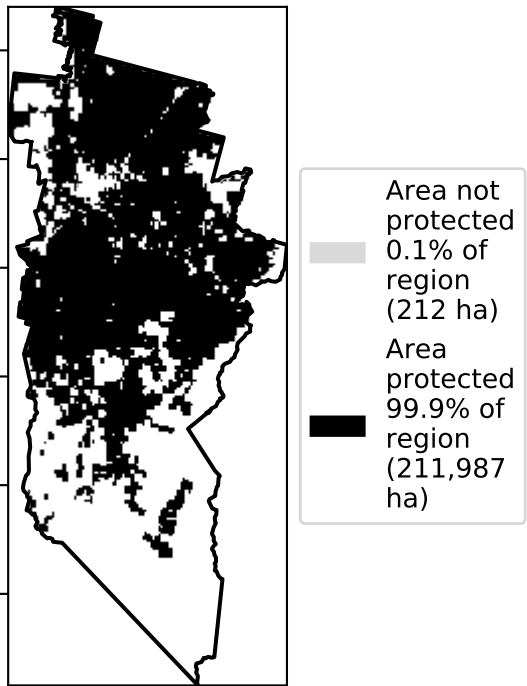 Area not
protected
0.1% of
region
(212 ha)
Area
protected
99.9% of
region
(211,987
ha)